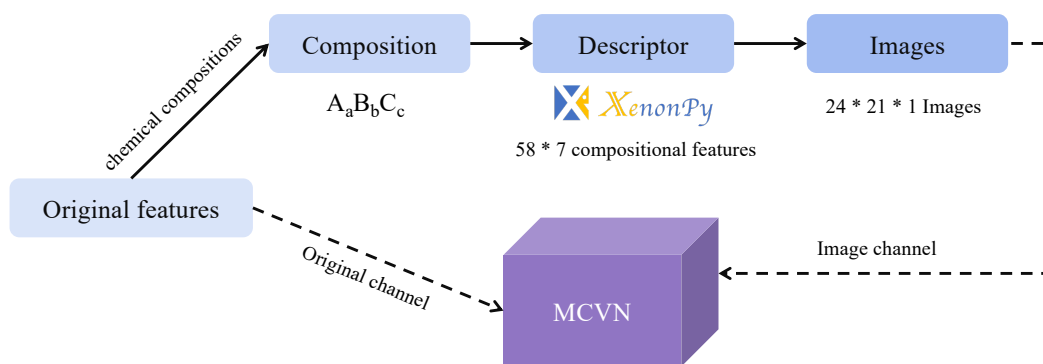 Composition
Descriptor
Images
chemical compositions
AₐB_bC_c
XenonPy
24 * 21 * 1 Images
58 * 7 compositional features
Original features
Original channel
Image channel
MCVN